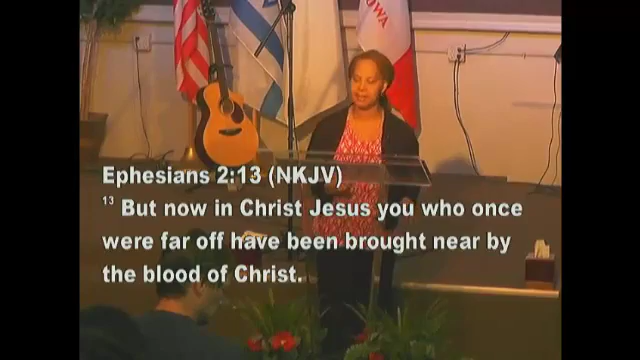 IOWA
Ephesians 2:13 (NKJV)
13 But now in Christ Jesus you who once
were far off have been brought near by
the blood of Christ.